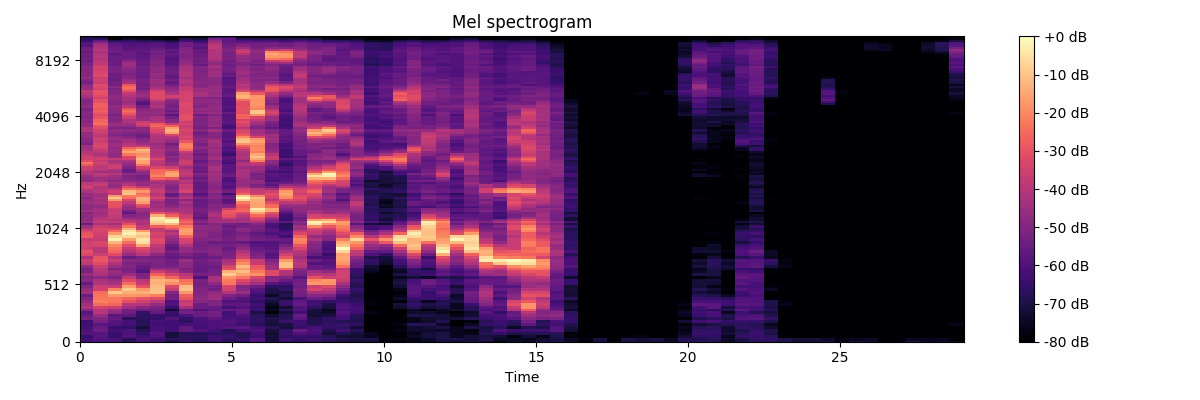 Mel spectrogram
8192
4096
2048
1024
512
0
Hz
0 5 10 15 20 25
Time
+0 dB
-10 dB
-20 dB
-30 dB
-40 dB
-50 dB
-60 dB
-70 dB
-80 dB